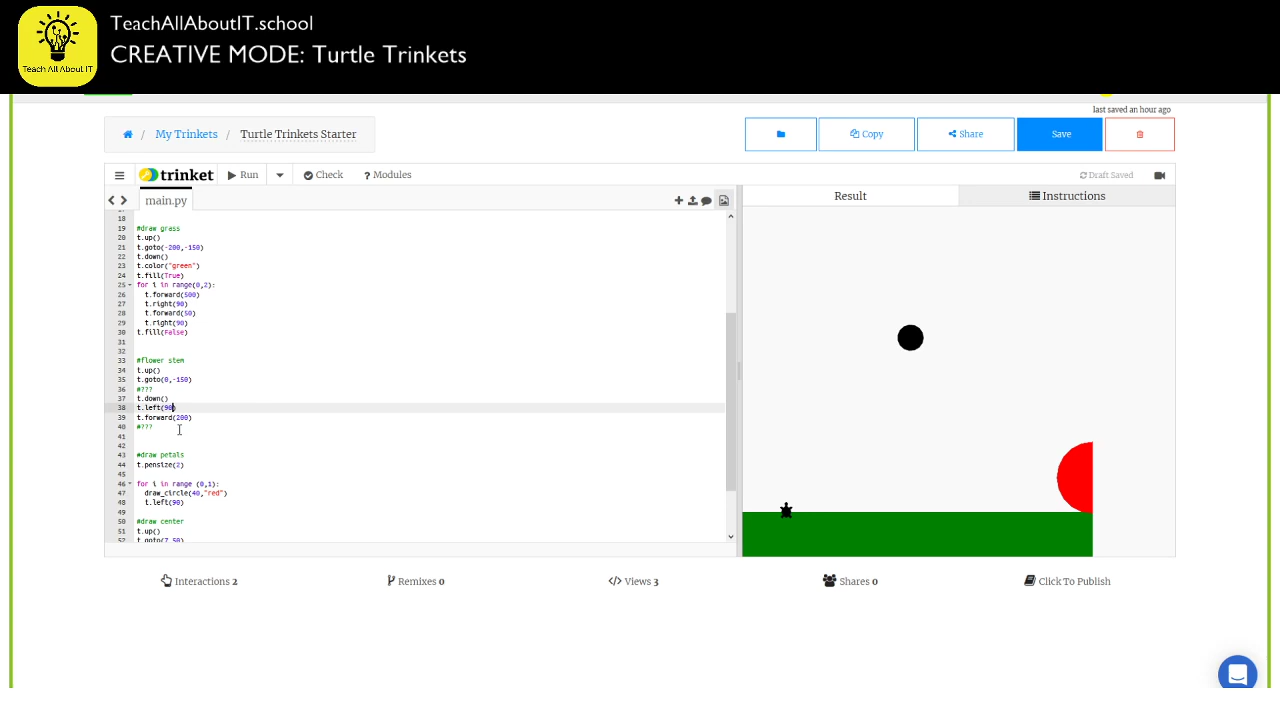 TeachAllAboutIT.school
CREATIVE MODE: Turtle Trinkets
Teach All About IT
last saved an hour ago
/ My Trinkets / Turtle Trinkets Starter
Copy Share Save
trinket Run Check ? Modules Draft Saved
main.py Result Instructions
18
19 #draw grass
20 t.up()
21 t.goto(-200,-150)
22 t.down()
23 t.color("green")
24 t.fill(True)
25 for i in range(0,2):
26 t.forward(500)
27 t.right(90)
28 t.forward(50)
29 t.right(90)
30 t.fill(False)
31
32
33 #flower stem
34 t.up()
35 t.goto(0,-150)
36 #???
37 t.down()
38 t.left(90)
39 t.forward(200)
40 #???
41
42
43 #draw petals
44 t.pensize(2)
45
46 for i in range (0,1):
47 draw_circle(40,"red")
48 t.left(90)
49
50 #draw center
51 t.up()
52 t.goto(7,50)
Interactions 2 Remixes 0 Views 3 Shares 0 Click To Publish